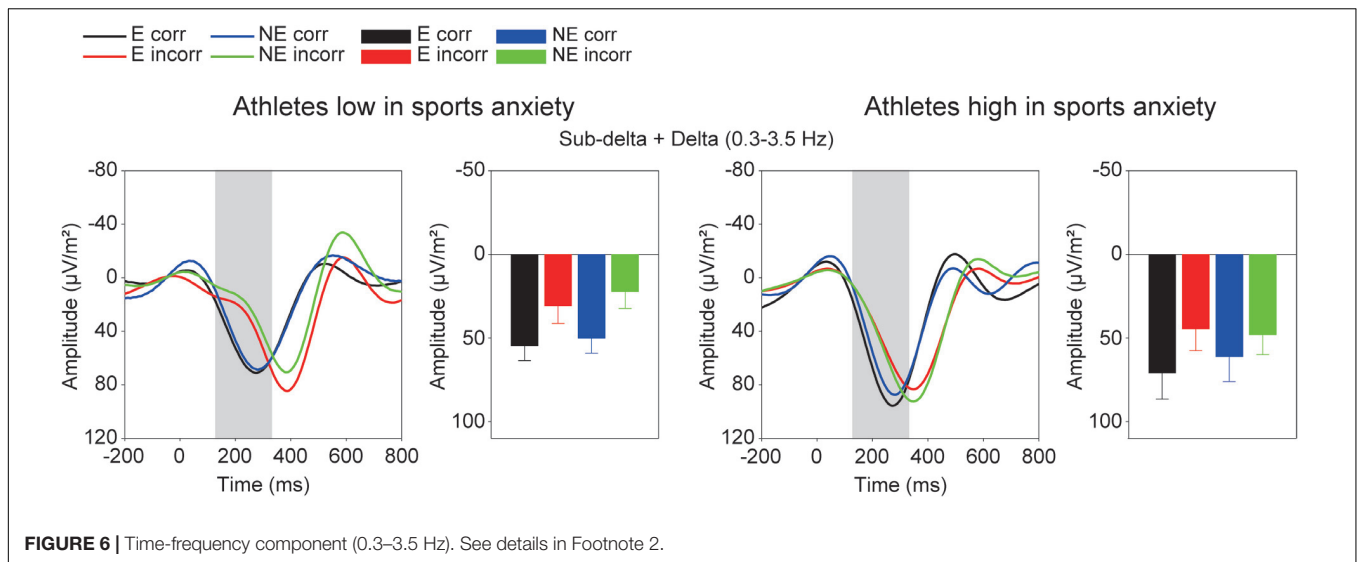 E corr NE corr E corr NE corr
E incorr NE incorr E incorr NE incorr
Athletes low in sports anxiety
Athletes high in sports anxiety
Sub-delta + Delta (0.3-3.5 Hz)
Amplitude (µV/m²)
-80
-40
0
40
80
120
-200 0 200 400 600 800
Time (ms)
Amplitude (µV/m²)
-50
0
50
100
Amplitude (µV/m²)
-80
-40
0
40
80
120
-200 0 200 400 600 800
Time (ms)
Amplitude (µV/m²)
-50
0
50
100
FIGURE 6 | Time-frequency component (0.3–3.5 Hz). See details in Footnote 2.